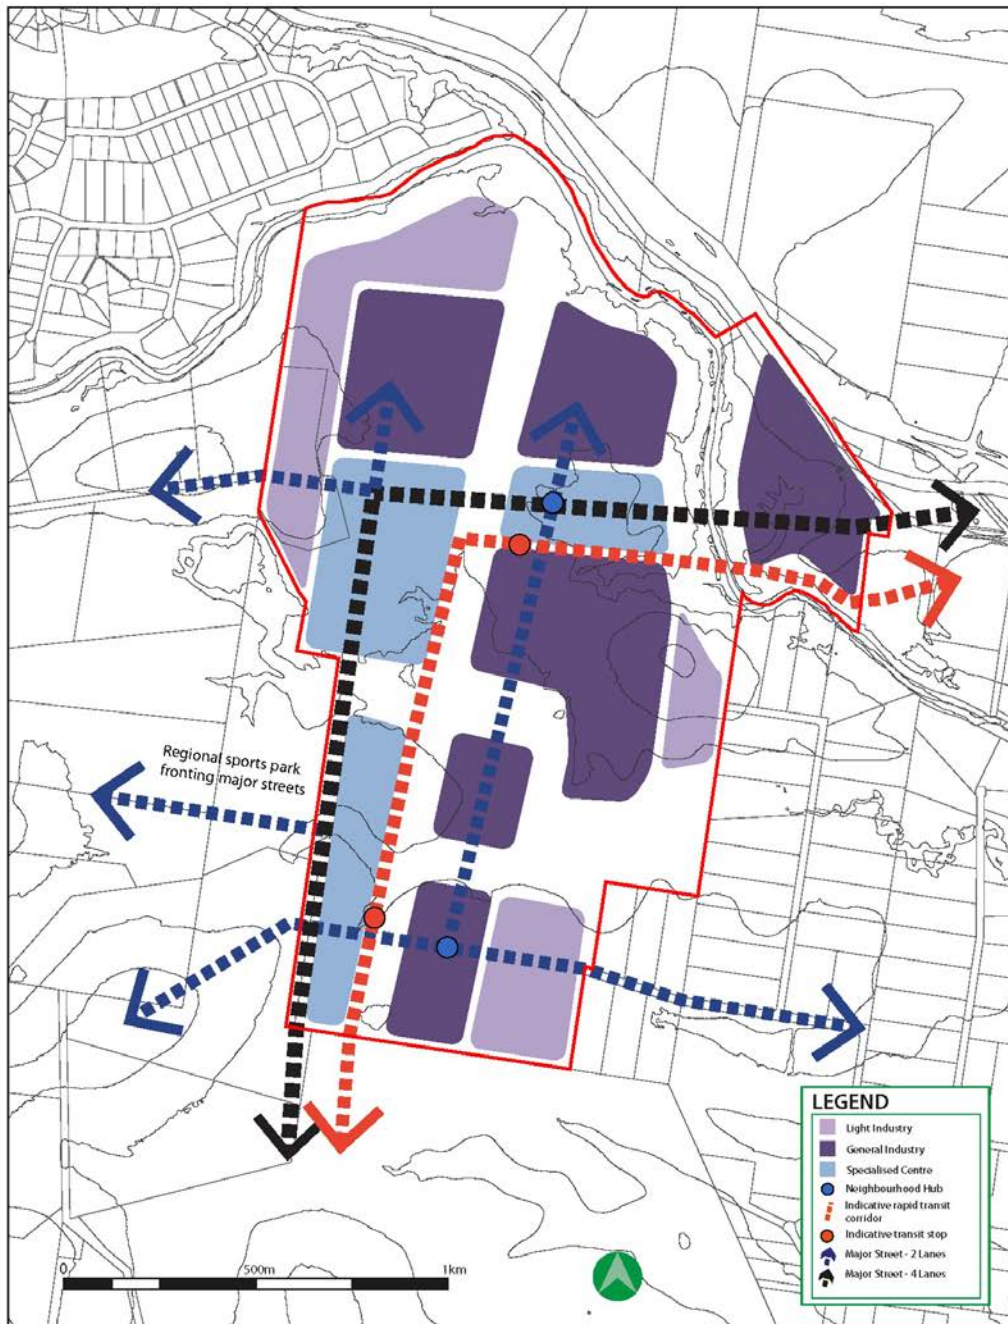 Regional sports park
fronting major streets
LEGEND
Light Industry
General Industry
Specialised Centre
Neighbourhood Hub
Indicative rapid transit
corridor
Indicative transit stop
Major Street - 2 Lanes
Major Street - 4 Lanes
0 500m 1km